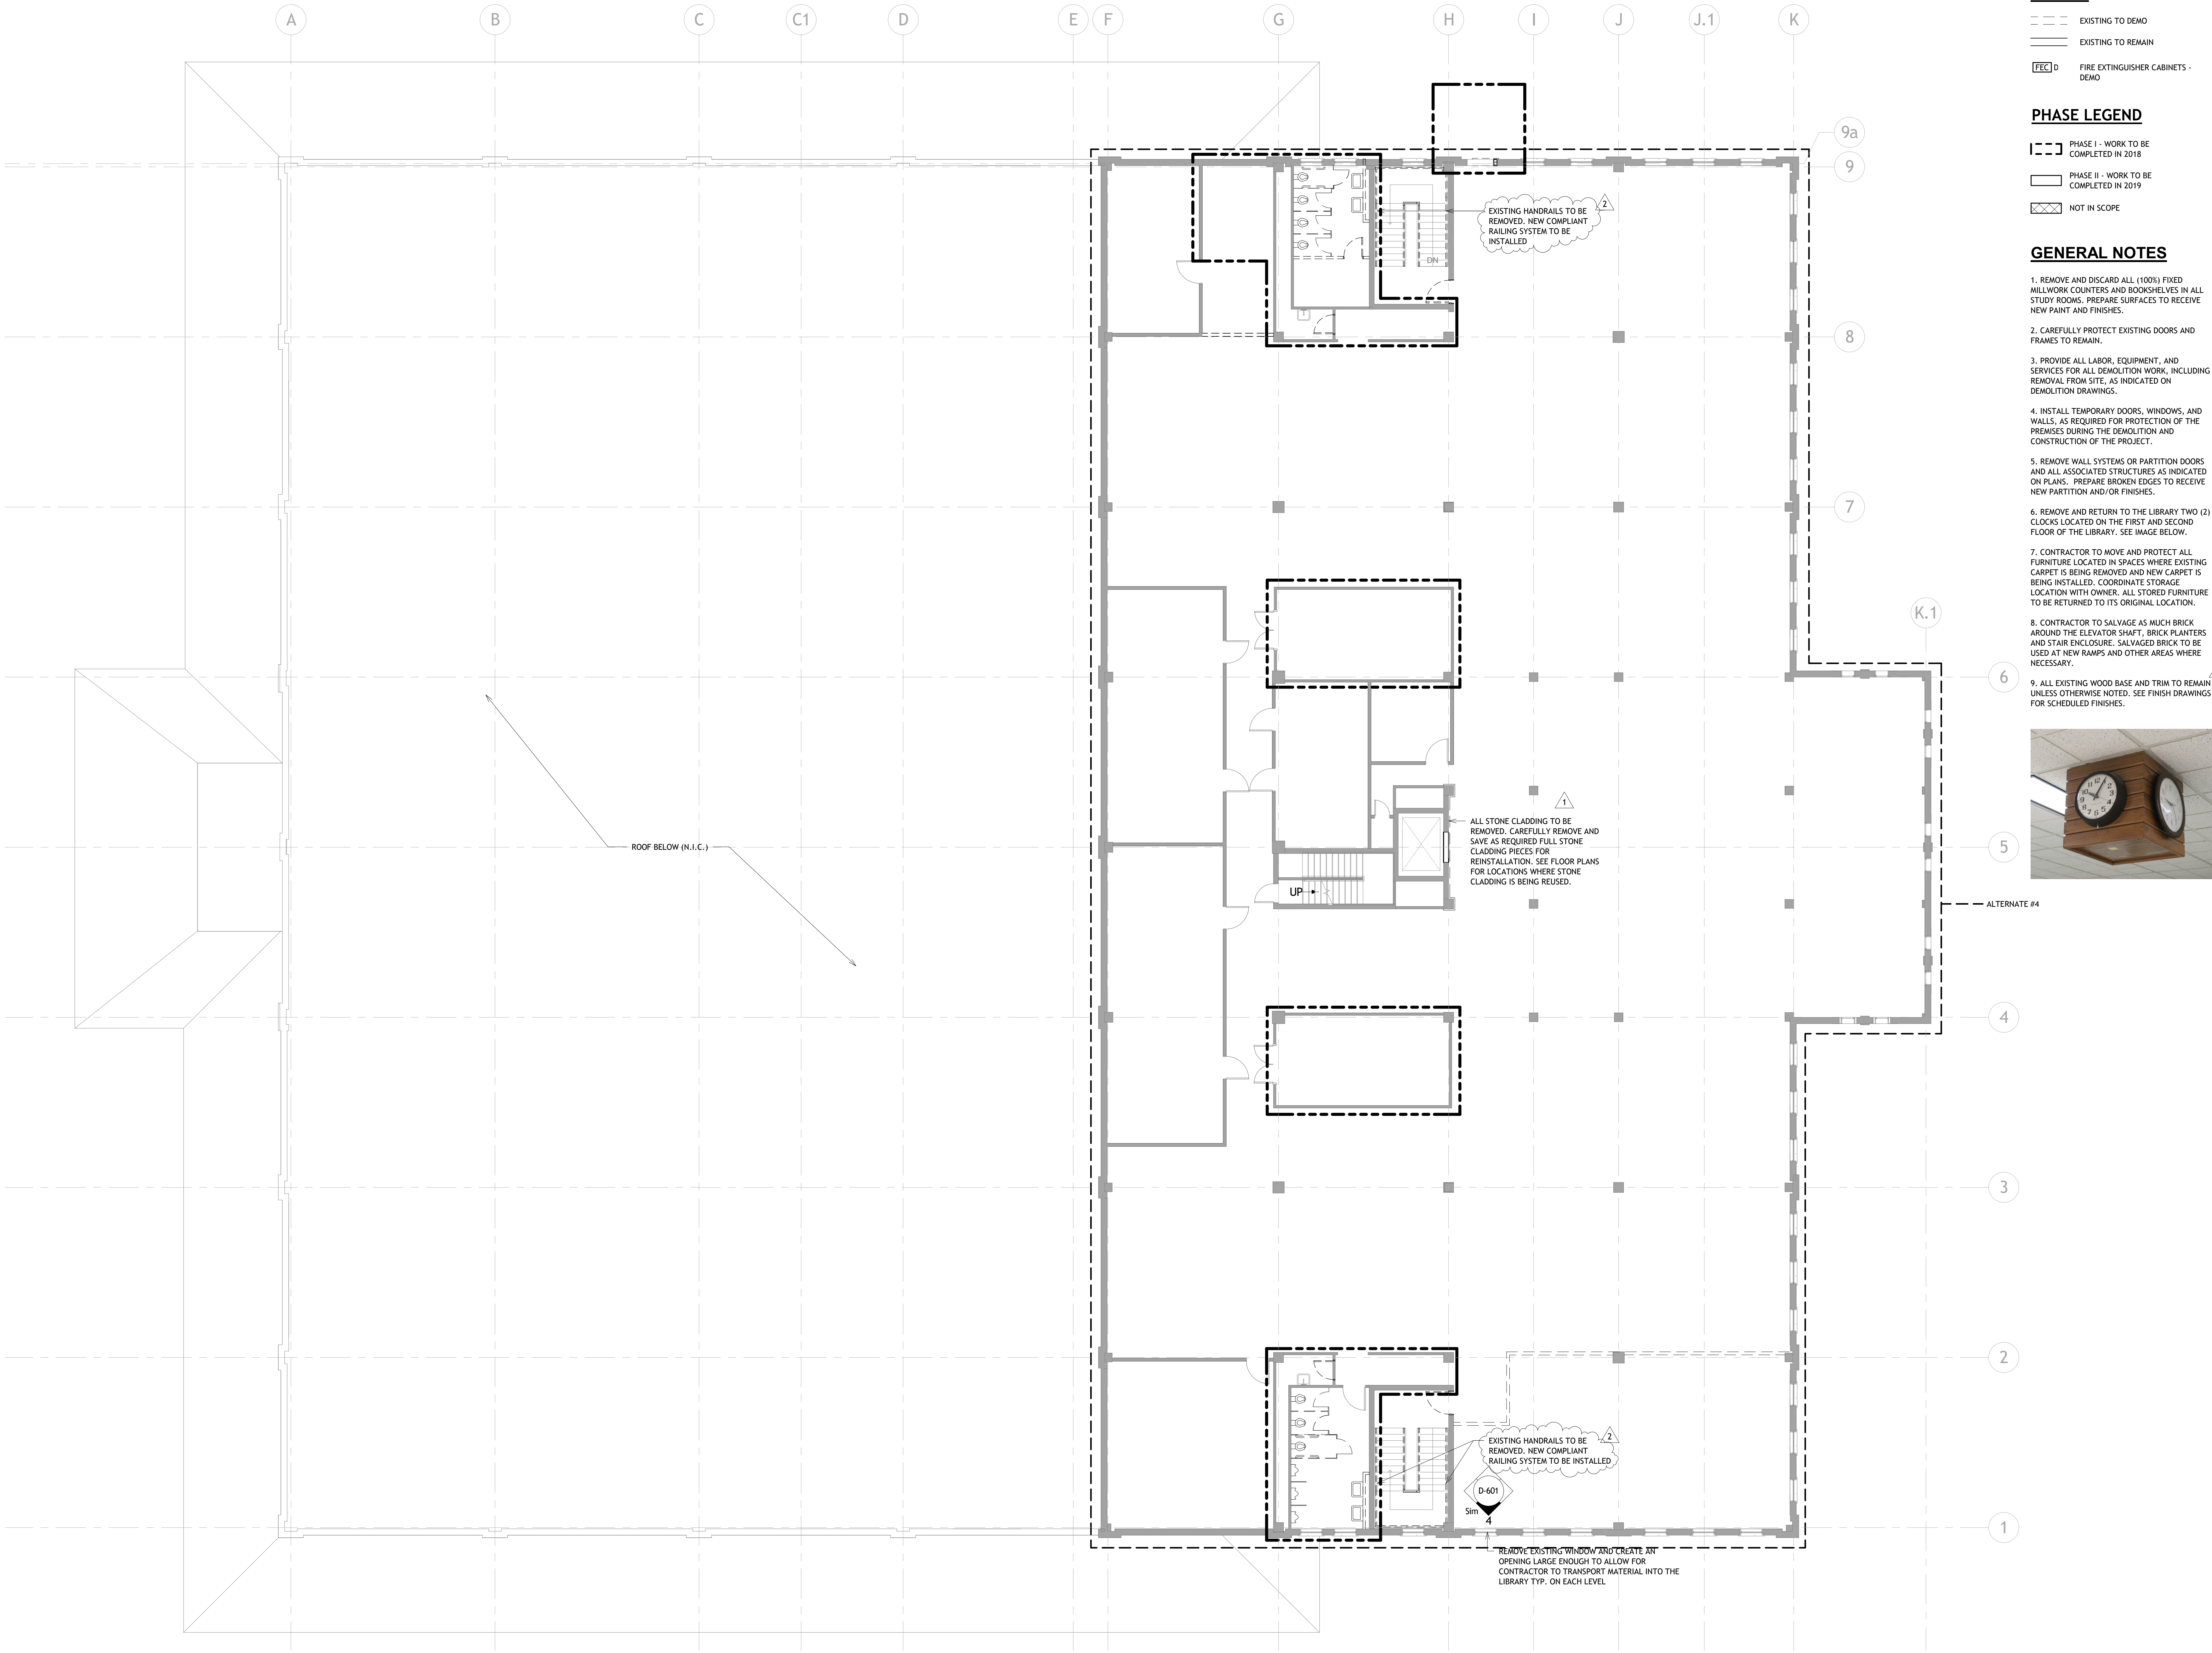 A
B
C
C1
D
E
F
G
H
I
J
J.1
K
EXISTING TO DEMO
EXISTING TO REMAIN
FEC D
FIRE EXTINGUISHER CABINETS -
DEMO
PHASE LEGEND
PHASE I - WORK TO BE
COMPLETED IN 2018
PHASE II - WORK TO BE
COMPLETED IN 2019
NOT IN SCOPE
GENERAL NOTES
1. REMOVE AND DISCARD ALL (100%) FIXED
MILLWORK COUNTERS AND BOOKSHELVES IN ALL
STUDY ROOMS. PREPARE SURFACES TO RECEIVE
NEW PAINT AND FINISHES.
2. CAREFULLY PROTECT EXISTING DOORS AND
FRAMES TO REMAIN.
3. PROVIDE ALL LABOR, EQUIPMENT, AND
SERVICES FOR ALL DEMOLITION WORK, INCLUDING
REMOVAL FROM SITE, AS INDICATED ON
DEMOLITION DRAWINGS.
4. INSTALL TEMPORARY DOORS, WINDOWS, AND
WALLS, AS REQUIRED FOR PROTECTION OF THE
PREMISES DURING THE DEMOLITION AND
CONSTRUCTION OF THE PROJECT.
5. REMOVE WALL SYSTEMS OR PARTITION DOORS
AND ALL ASSOCIATED STRUCTURES AS INDICATED
ON PLANS. PREPARE BROKEN EDGES TO RECEIVE
NEW PARTITION AND/OR FINISHES.
6. REMOVE AND RETURN TO THE LIBRARY TWO (2)
CLOCKS LOCATED ON THE FIRST AND SECOND
FLOOR OF THE LIBRARY. SEE IMAGE BELOW.
7. CONTRACTOR TO MOVE AND PROTECT ALL
FURNITURE LOCATED IN SPACES WHERE EXISTING
CARPET IS BEING REMOVED AND NEW CARPET IS
BEING INSTALLED. COORDINATE STORAGE
LOCATION WITH OWNER. ALL STORED FURNITURE
TO BE RETURNED TO ITS ORIGINAL LOCATION.
8. CONTRACTOR TO SALVAGE AS MUCH BRICK
AROUND THE ELEVATOR SHAFT, BRICK PLANTERS
AND STAIR ENCLOSURE. SALVAGED BRICK TO BE
USED AT NEW RAMPS AND OTHER AREAS WHERE
NECESSARY.
9. ALL EXISTING WOOD BASE AND TRIM TO REMAIN
UNLESS OTHERWISE NOTED. SEE FINISH DRAWINGS
FOR SCHEDULED FINISHES.
9a
9
8
7
K.1
6
5
4
3
2
1
2
EXISTING HANDRAILS TO BE
REMOVED. NEW COMPLIANT
RAILING SYSTEM TO BE
INSTALLED
DN
1
ALL STONE CLADDING TO BE
REMOVED. CAREFULLY REMOVE AND
SAVE AS REQUIRED FULL STONE
CLADDING PIECES FOR
REINSTALLATION. SEE FLOOR PLANS
FOR LOCATIONS WHERE STONE
CLADDING IS BEING REUSED.
ROOF BELOW (N.I.C.)
UP
ALTERNATE #4
2
EXISTING HANDRAILS TO BE
REMOVED. NEW COMPLIANT
RAILING SYSTEM TO BE INSTALLED
D-601
Sim
4
REMOVE EXISTING WINDOW AND CREATE AN
OPENING LARGE ENOUGH TO ALLOW FOR
CONTRACTOR TO TRANSPORT MATERIAL INTO THE
LIBRARY TYP. ON EACH LEVEL